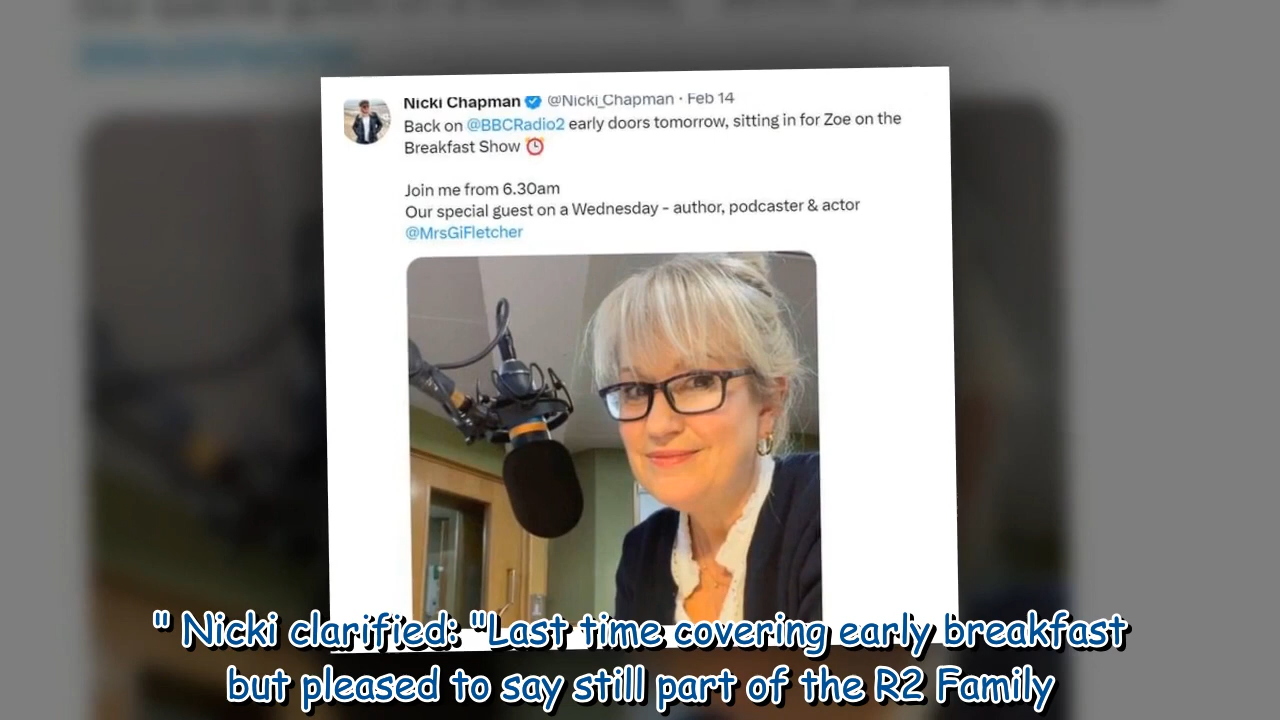 Nicki Chapman @Nicki_Chapman · Feb 14
Back on @BBCRadio2 early doors tomorrow, sitting in for Zoe on the
Breakfast Show ⏰
Join me from 6.30am
Our special guest on a Wednesday - author, podcaster & actor
@MrsGiFletcher
" Nicki clarified: "Last time covering early breakfast
but pleased to say still part of the R2 Family